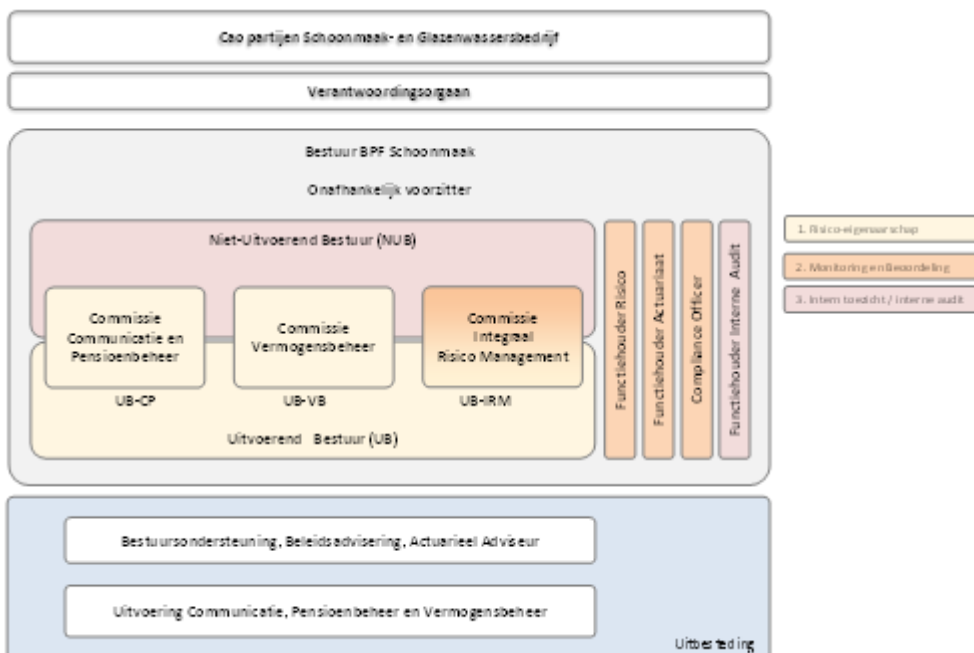 Cao partijen Schoonmaak- en Glazenwassersbedrijf
Verantwoordingsorgaan
Bestuur BPF Schoonmaak
Onafhankelijk voorzitter
Niet-Uitvoerend Bestuur (NUB)
Commissie
Communicatie en
Pensioenbeheer
Commissie
Vermogensbeheer
Commissie
Integraal
Risico Management
UB-CP
UB-VB
UB-IRM
Uitvoerend Bestuur (UB)
Functiehouder Risico
Functiehouder Actuariaat
Compliance Officer
Functiehouder Interne Audit
1. Risico-eigenaarschap
2. Monitoring en Beoordeling
3. Intern toezicht / interne audit
Bestuursondersteuning, Beleidsadvisering, Actuarieel Adviseur
Uitvoering Communicatie, Pensioenbeheer en Vermogensbeheer
Uitbesteding